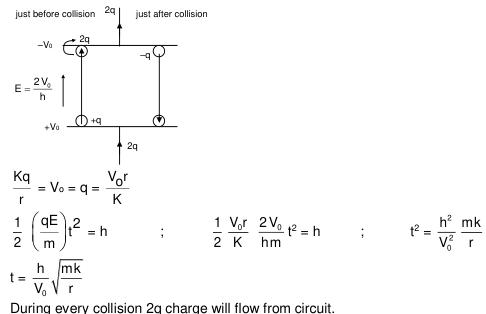 just before collision 2q just after collision
–V₀ 2q –q
E = 2V₀/h
+V₀ +q
2q
Kq/r = V₀ = q = V₀r/K
1/2 (qE/m) t² = h ; 1/2 V₀r/K 2V₀/hm t² = h ; t² = h²/V₀² mk/r
t = h/V₀ √(mk/r)
During every collision 2q charge will flow from circuit.